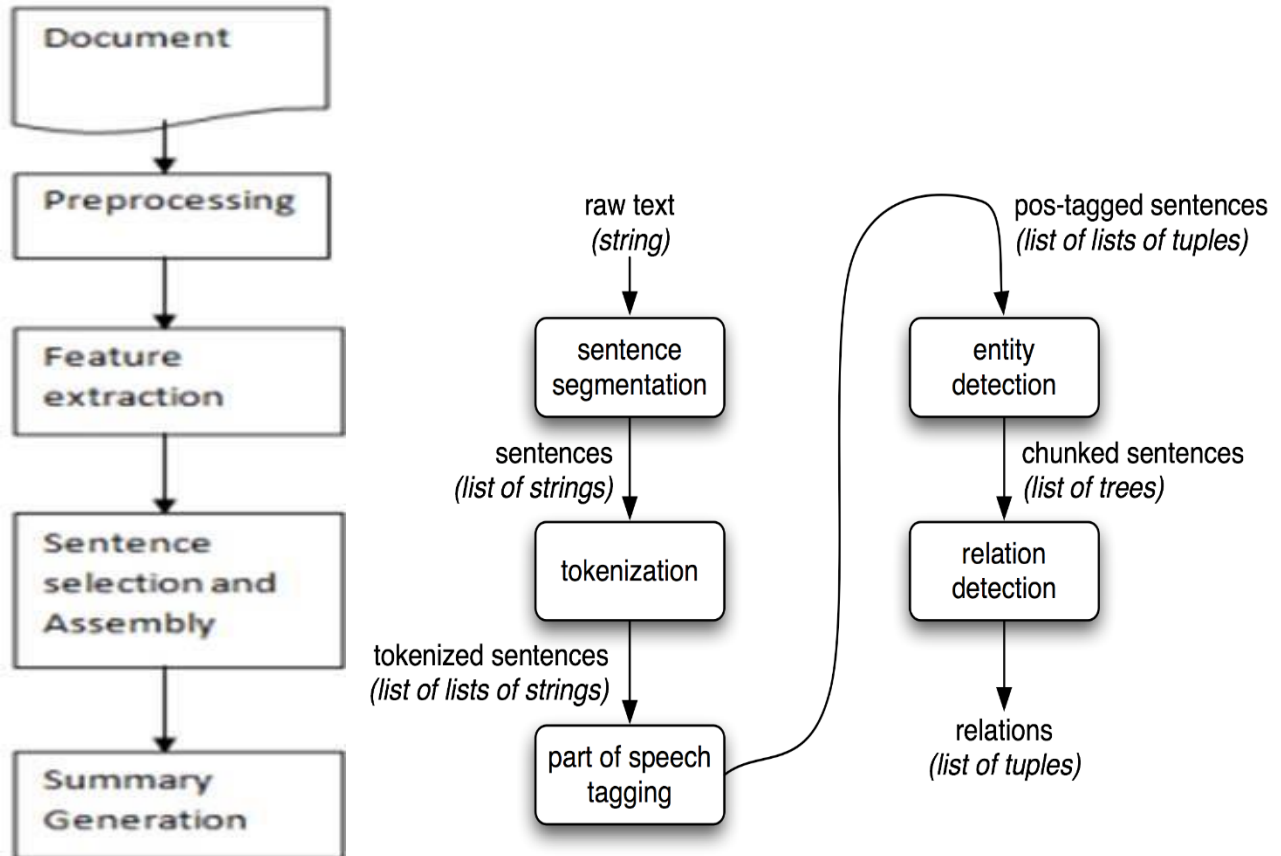 Document
Preprocessing
Feature
extraction
Sentence
selection and
Assembly
Summary
Generation
raw text
(string)
sentence
segmentation
sentences
(list of strings)
tokenization
tokenized sentences
(list of lists of strings)
part of speech
tagging
pos-tagged sentences
(list of lists of tuples)
entity
detection
chunked sentences
(list of trees)
relation
detection
relations
(list of tuples)